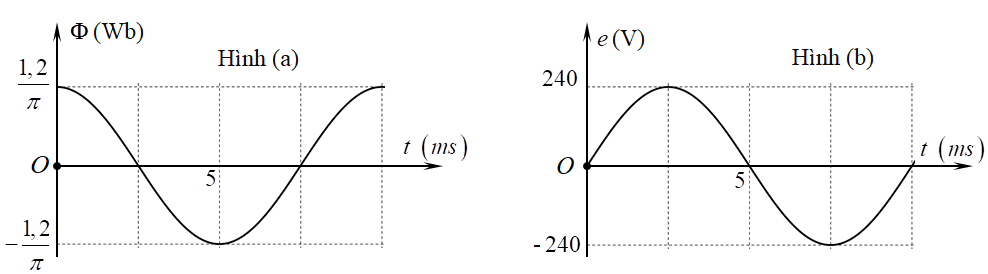 Φ (Wb)
Hình (a)
1,2
π
t (ms)
O
5
1,2
−
π
e (V)
Hình (b)
240
t (ms)
O
5
- 240